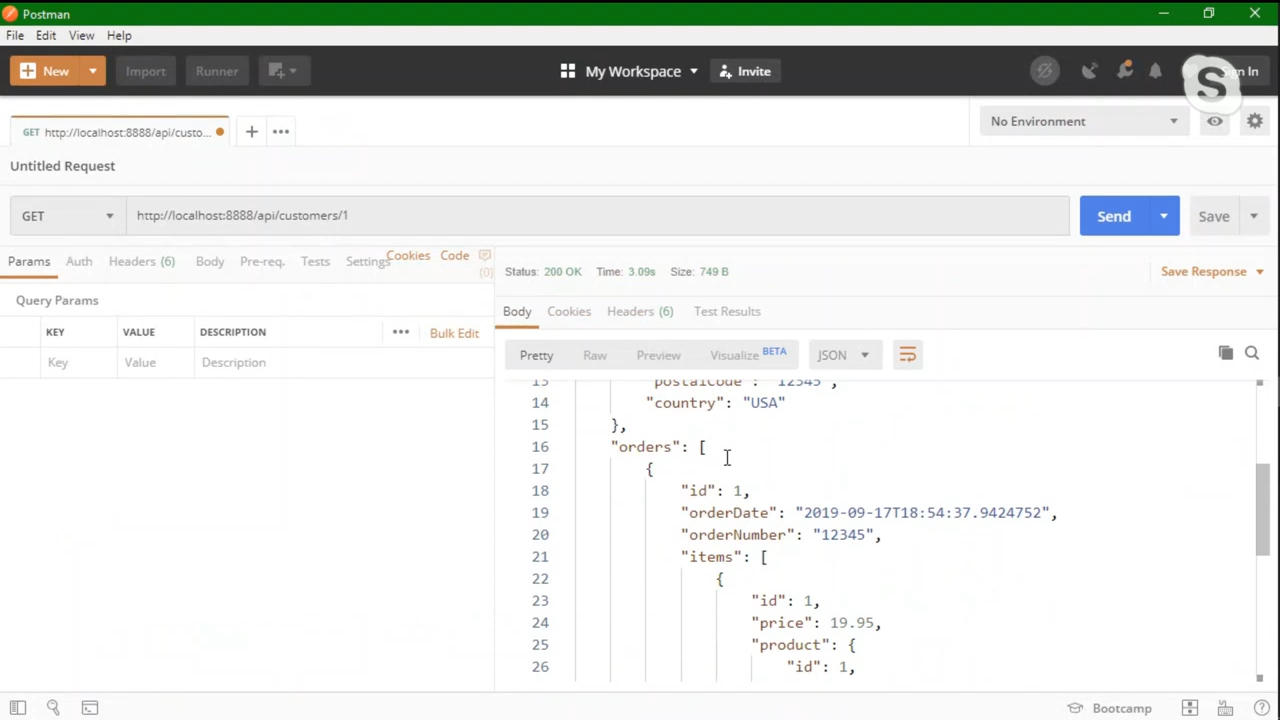 Postman
File Edit View Help
New Import Runner My Workspace Invite Sign In
GET http://localhost:8888/api/custo... No Environment
Untitled Request
GET http://localhost:8888/api/customers/1 Send Save
Params Auth Headers (6) Body Pre-req. Tests Settings Cookies Code (0)
Status: 200 OK Time: 3.09s Size: 749 B Save Response
Query Params
Body Cookies Headers (6) Test Results
KEY VALUE DESCRIPTION Bulk Edit
Key Value Description
Pretty Raw Preview Visualize BETA JSON
13 "postalCode": "12345",
14 "country": "USA"
15 },
16 "orders": [
17 {
18 "id": 1,
19 "orderDate": "2019-09-17T18:54:37.9424752",
20 "orderNumber": "12345",
21 "items": [
22 {
23 "id": 1,
24 "price": 19.95,
25 "product": {
26 "id": 1,
Bootcamp